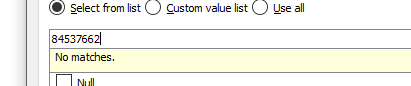 Select from list Custom value list Use all
84537662
No matches.
Null